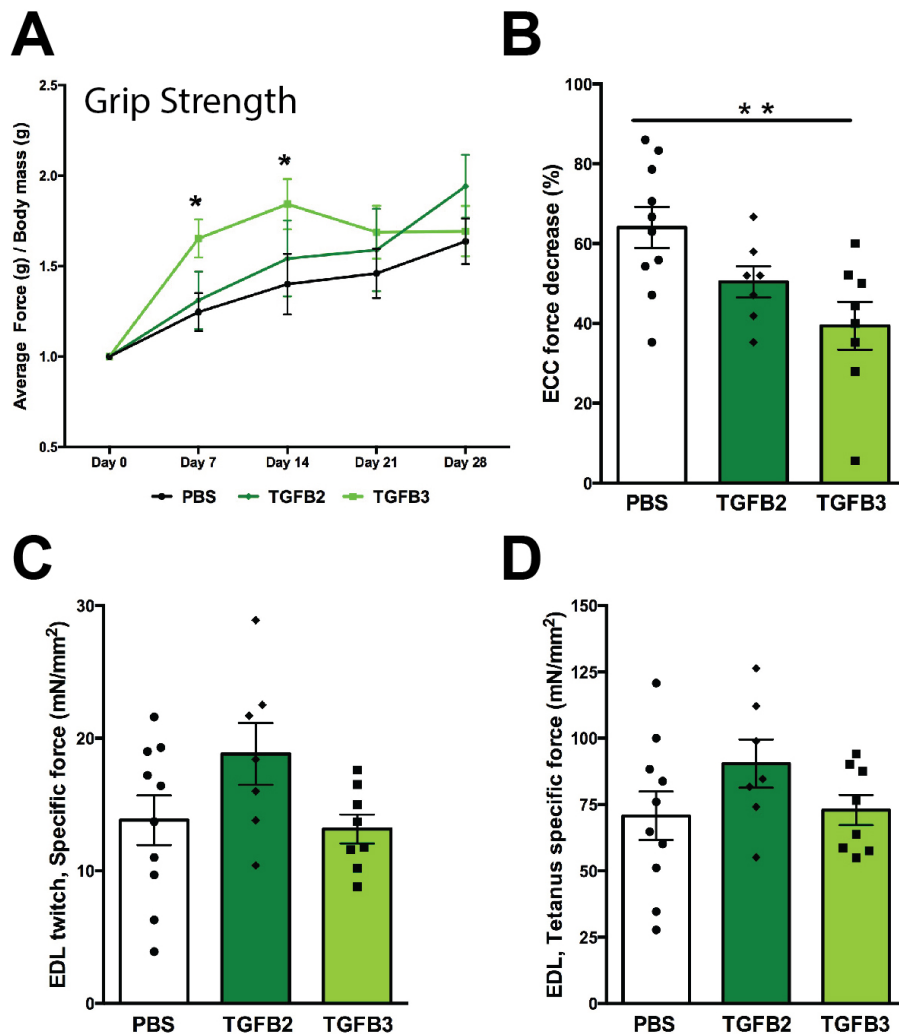 A
Grip Strength
Average Force (g) / Body mass (g)
2.5
2.0
1.5
1.0
0.5
*
*
Day 0 Day 7 Day 14 Day 21 Day 28
PBS TGFB2 TGFB3
B
ECC force decrease (%)
100
80
60
40
20
0
* *
PBS TGFB2 TGFB3
C
EDL twitch, Specific force (mN/mm²)
30
20
10
0
PBS TGFB2 TGFB3
D
EDL, Tetanus specific force (mN/mm²)
150
125
100
75
50
25
0
PBS TGFB2 TGFB3